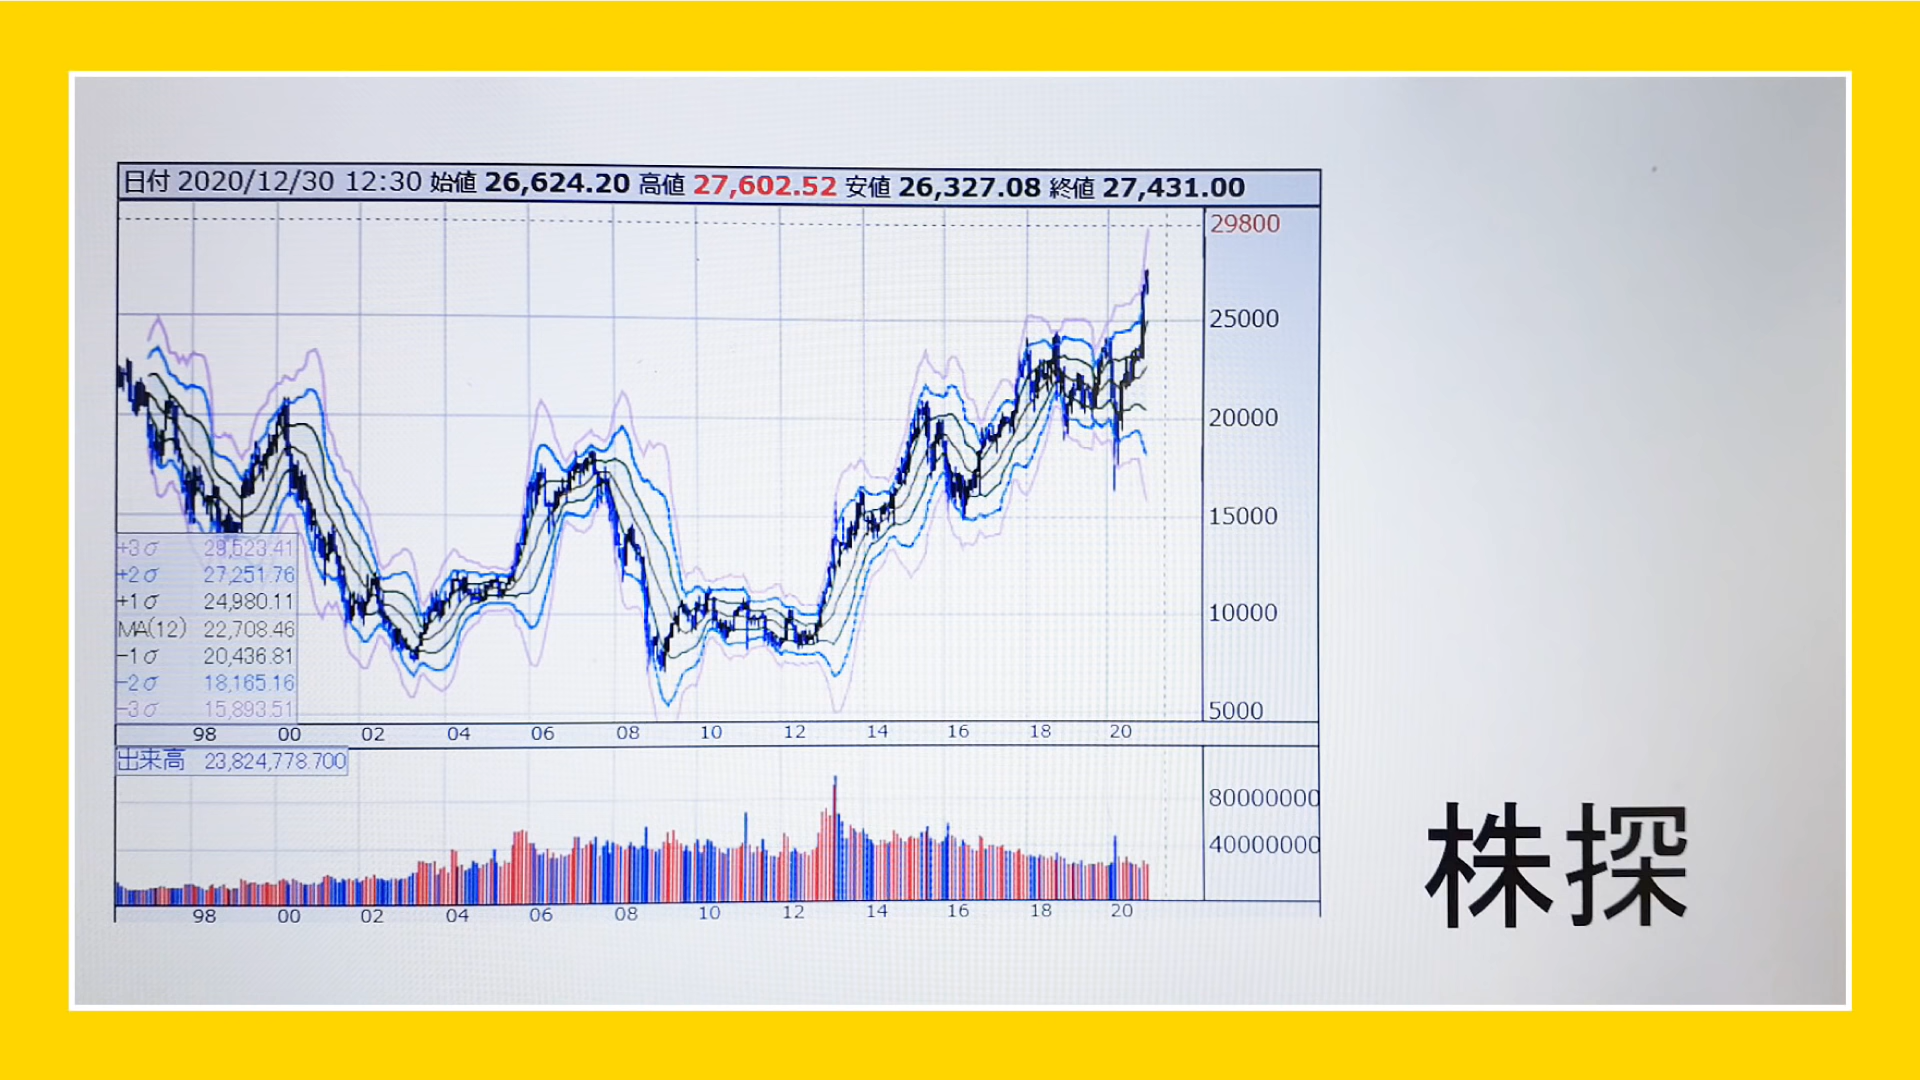 日付 2020/12/30 12:30 始値 26,624.20 高値 27,602.52 安値 26,327.08 終値 27,431.00
29800
25000
20000
15000
10000
5000
+3σ 29,523.41
+2σ 27,251.76
+1σ 24,980.11
MA(12) 22,708.46
-1σ 20,436.81
-2σ 18,165.16
-3σ 15,893.51
98 00 02 04 06 08 10 12 14 16 18 20
出来高 23,824,778.700
80000000
40000000
98 00 02 04 06 08 10 12 14 16 18 20
株探